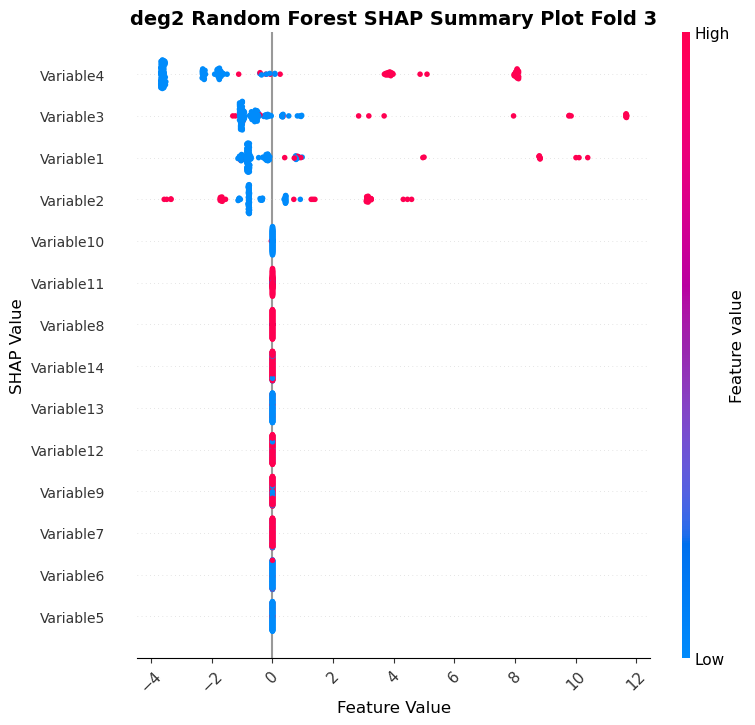 deg2 Random Forest SHAP Summary Plot Fold 3
High
Variable4
Variable3
Variable1
Variable2
Variable10
Variable11
Variable8
Variable14
Variable13
Variable12
Variable9
Variable7
Variable6
Variable5
SHAP Value
Feature value
Low
−4 −2 0 2 4 6 8 10 12
Feature Value